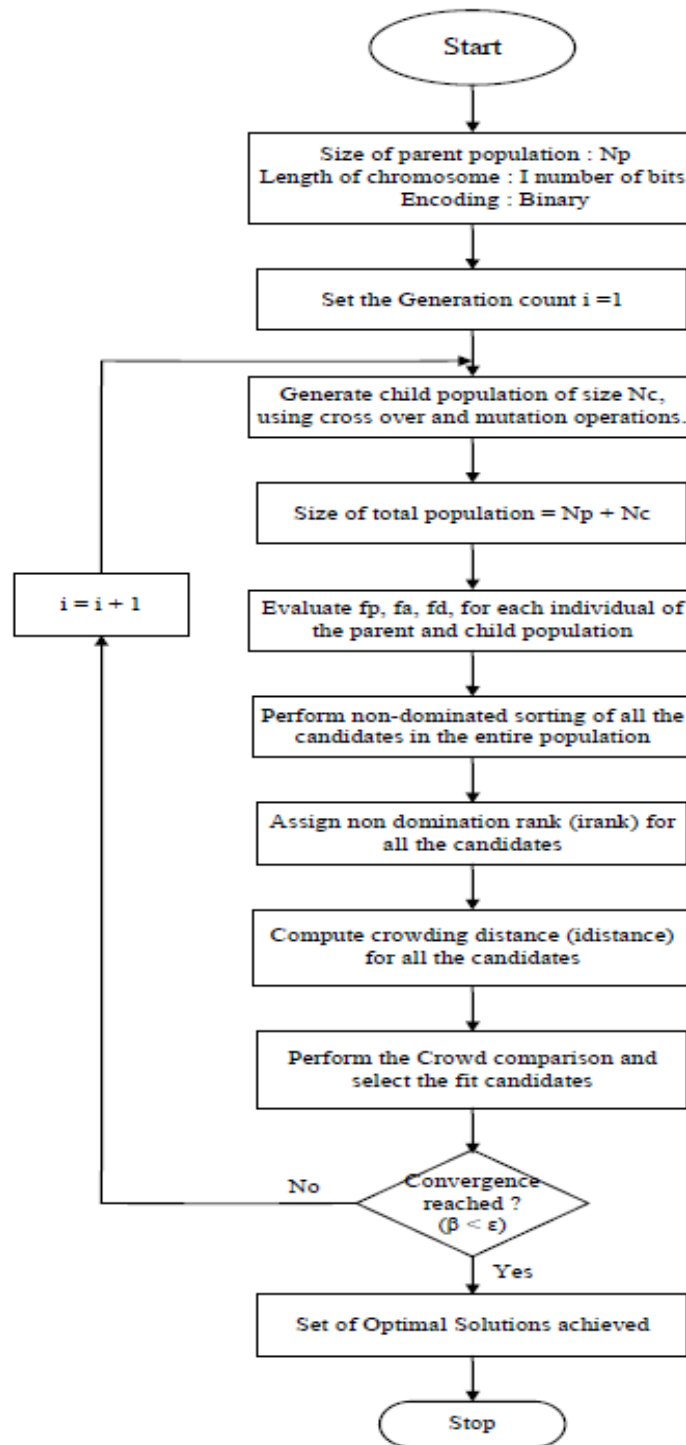 Start
Size of parent population : Np
Length of chromosome : I number of bits
Encoding : Binary
Set the Generation count i =1
Generate child population of size Nc,
using cross over and mutation operations.
Size of total population = Np + Nc
i = i + 1
Evaluate fp, fa, fd, for each individual of
the parent and child population
Perform non-dominated sorting of all the
candidates in the entire population
Assign non domination rank (irank) for
all the candidates
Compute crowding distance (idistance)
for all the candidates
Perform the Crowd comparison and
select the fit candidates
No
Convergence
reached ?
(β < ε)
Yes
Set of Optimal Solutions achieved
Stop